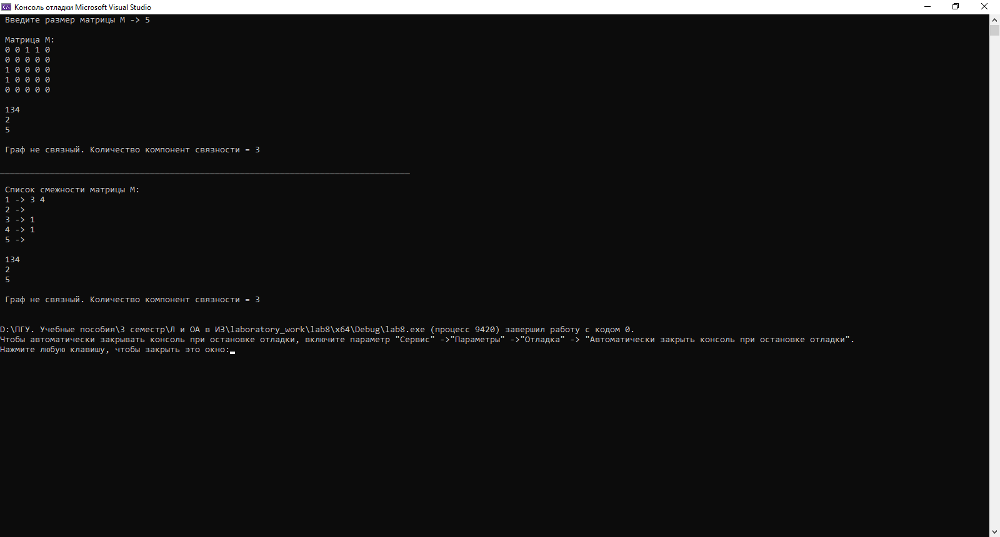 Консоль отладки Microsoft Visual Studio
Введите размер матрицы M -> 5
Матрица M:
0 0 1 1 0
0 0 0 0 0
1 0 0 0 0
1 0 0 0 0
0 0 0 0 0
134
2
5
Граф не связный. Количество компонент связности = 3
__________________________________________________________________________________
Список смежности матрицы M:
1 -> 3 4
2 ->
3 -> 1
4 -> 1
5 ->
134
2
5
Граф не связный. Количество компонент связности = 3
D:\ПГУ. Учебные пособия\3 семестр\Л и ОА в ИЗ\laboratory_work\lab8\x64\Debug\lab8.exe (процесс 9420) завершил работу с кодом 0.
Чтобы автоматически закрывать консоль при остановке отладки, включите параметр "Сервис" ->"Параметры" ->"Отладка" -> "Автоматически закрыть консоль при остановке отладки".
Нажмите любую клавишу, чтобы закрыть это окно: